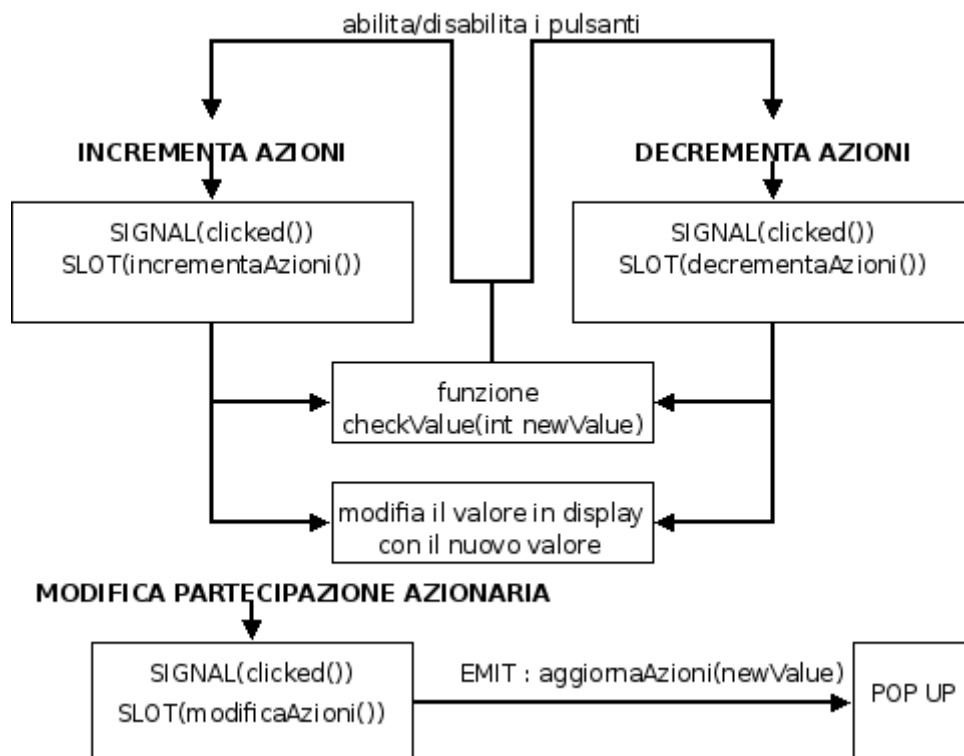 abilita/disabilita i pulsanti
INCREMENTA AZIONI
DECREMENTA AZIONI
SIGNAL(clicked())
SLOT(incrementaAzioni())
SIGNAL(clicked())
SLOT(decrementaAzioni())
funzione
checkValue(int newValue)
modifia il valore in display
con il nuovo valore
MODIFICA PARTECIPAZIONE AZIONARIA
SIGNAL(clicked())
SLOT(modificaAzioni())
EMIT : aggiornaAzioni(newValue)
POP UP